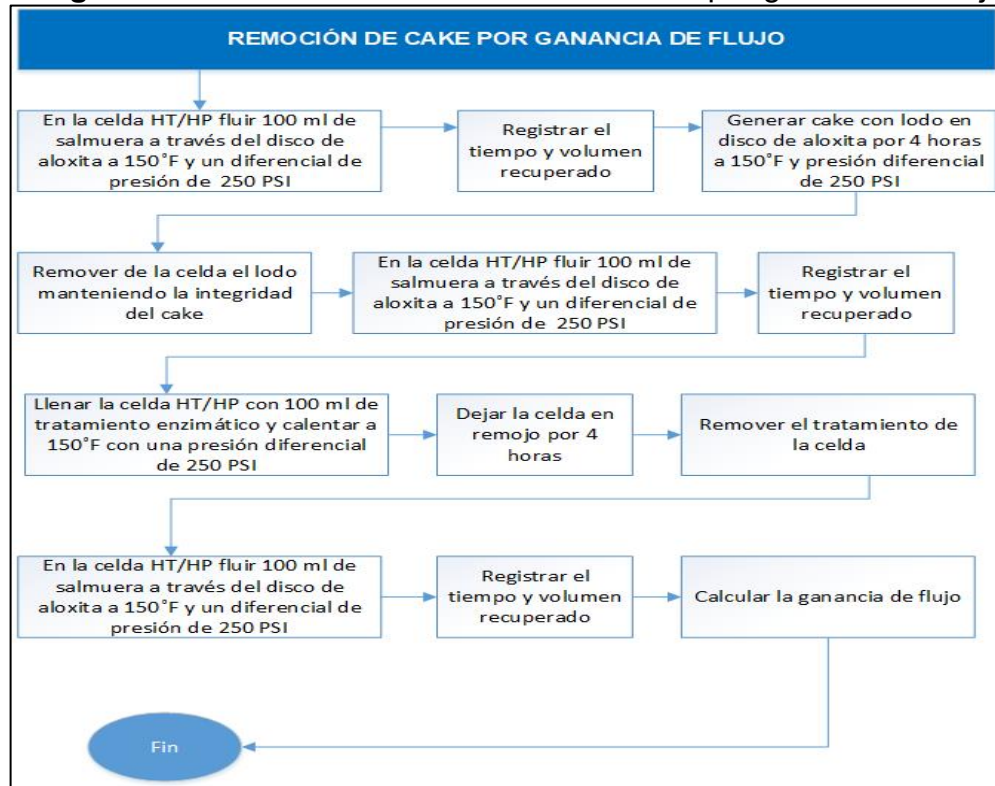 REMOCIÓN DE CAKE POR GANANCIA DE FLUJO
En la celda HT/HP fluir 100 ml de
salmuera a través del disco de
aloxita a 150˚F y un diferencial de
presión de 250 PSI
Registrar el
tiempo y volumen
recuperado
Generar cake con lodo en
disco de aloxita por 4 horas
a 150˚F y presión diferencial
de 250 PSI
Remover de la celda el lodo
manteniendo la integridad
del cake
En la celda HT/HP fluir 100 ml de
salmuera a través del disco de
aloxita a 150˚F y un diferencial de
presión de 250 PSI
Registrar el
tiempo y volumen
recuperado
Llenar la celda HT/HP con 100 ml de
tratamiento enzimático y calentar a
150˚F con una presión diferencial
de 250 PSI
Dejar la celda en
remojo por 4
horas
Remover el tratamiento de
la celda
En la celda HT/HP fluir 100 ml de
salmuera a través del disco de
aloxita a 150˚F y un diferencial de
presión de 250 PSI
Registrar el
tiempo y volumen
recuperado
Calcular la ganancia de flujo
Fin